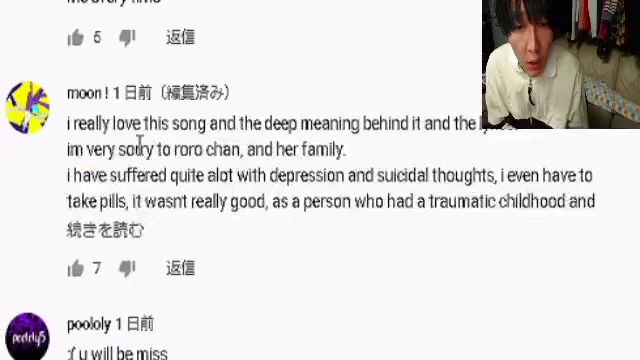 5 返信
moon! 1 日前（編集済み）
i really love this song and the deep meaning behind it and the
im very sorry to roro chan, and her family.
i have suffered quite alot with depression and suicidal thoughts, i even have to
take pills, it wasnt really good, as a person who had a traumatic childhood and
続きを読む
7 返信
poololy 1 日前
:( u will be miss